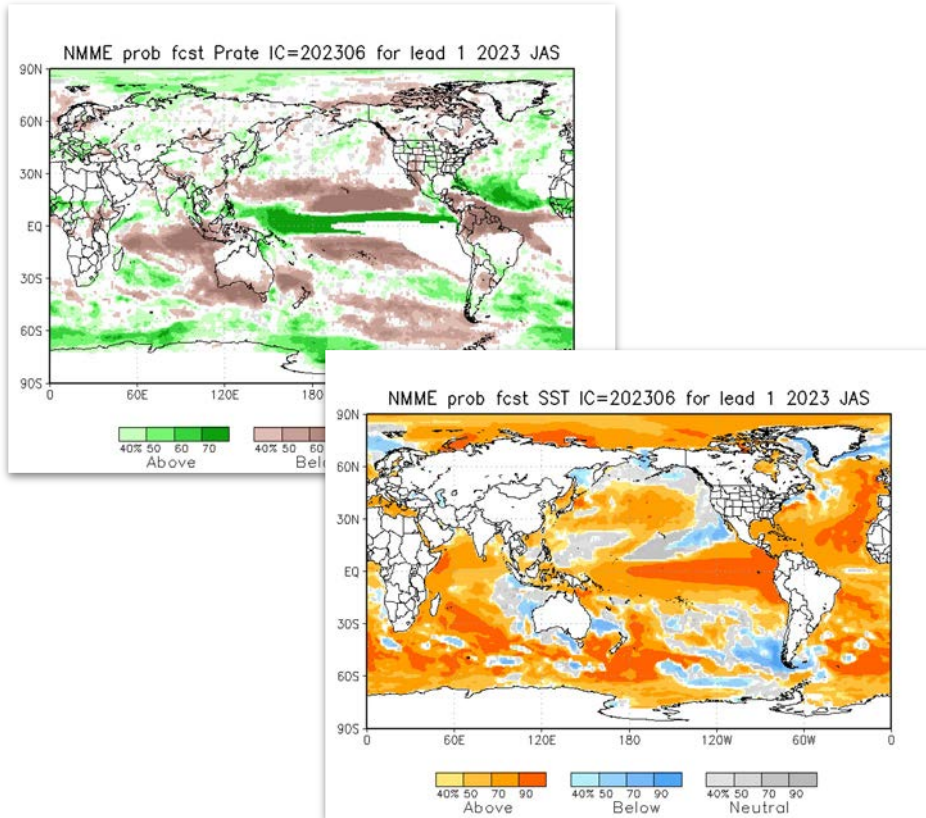 NMME prob fcst Prate IC=202306 for lead 1 2023 JAS
90N
60N
30N
EQ
30S
60S
90S
0 60E 120E 180
40% 50 60 70
Above
40% 50 60
NMME prob fcst SST IC=202306 for lead 1 2023 JAS
90N
60N
30N
EQ
30S
60S
90S
0 60E 120E 180 120W 60W 0
40% 50 70 90 40% 50 70 90 40% 50 70 90
Above Below Neutral